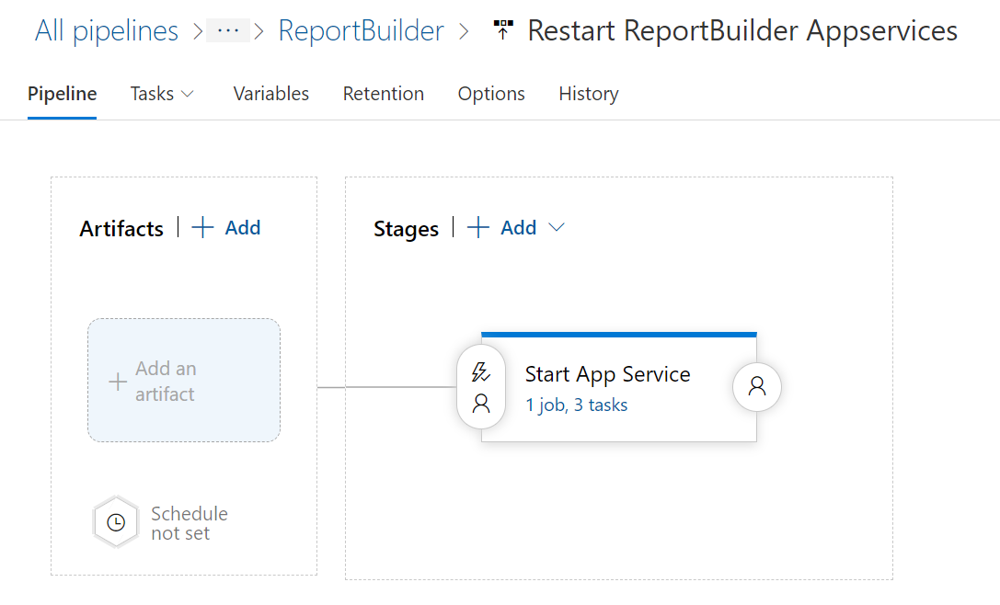 All pipelines > ··· > ReportBuilder > Restart ReportBuilder Appservices
Pipeline Tasks Variables Retention Options History
Artifacts | + Add
Stages | + Add
+ Add an
artifact
Start App Service
1 job, 3 tasks
Schedule
not set